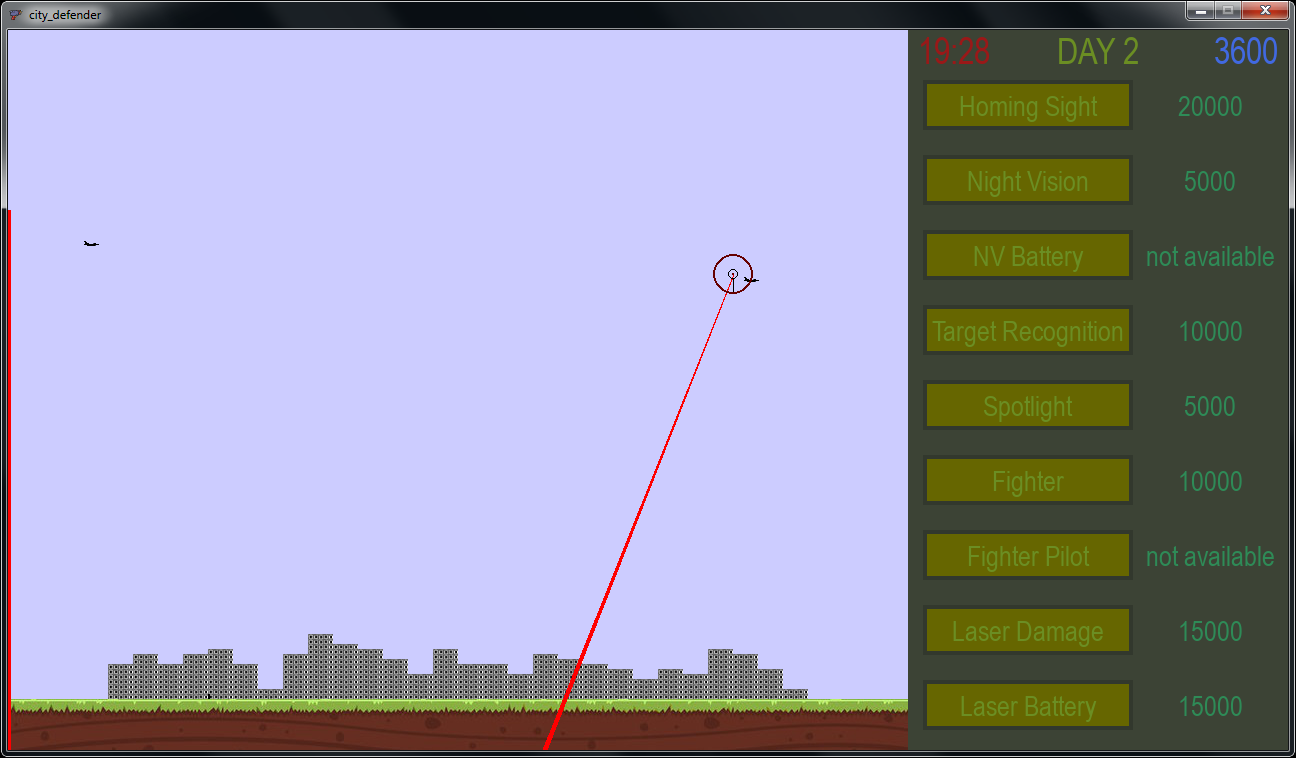 city_defender
19:28 DAY 2 3600
Homing Sight 20000
Night Vision 5000
NV Battery not available
Target Recognition 10000
Spotlight 5000
Fighter 10000
Fighter Pilot not available
Laser Damage 15000
Laser Battery 15000